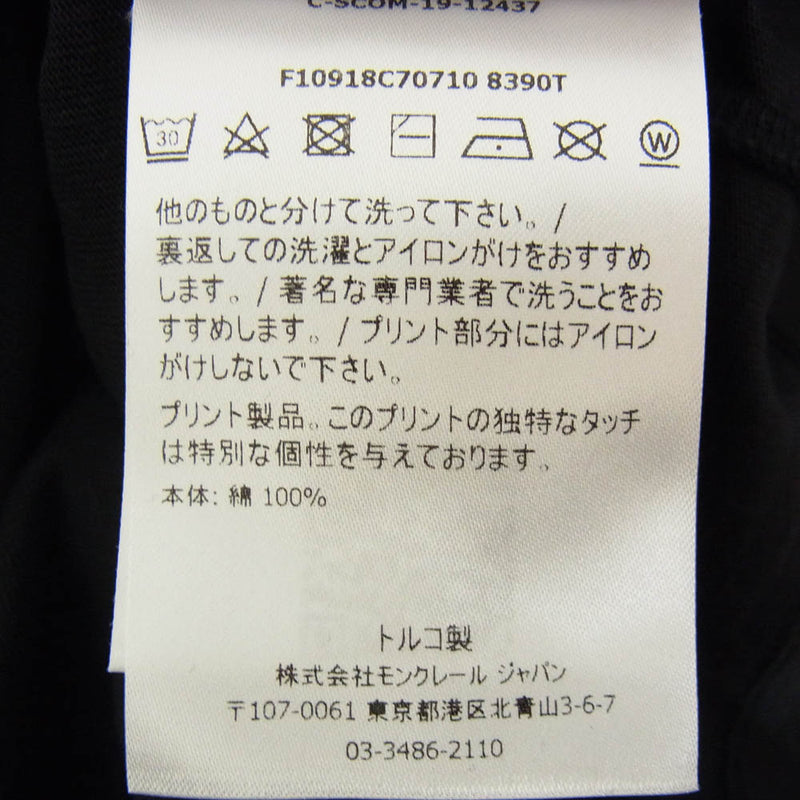 C-SCOM-19-12437
F10918C70710 8390T
30
W
他のものと分けて洗って下さい。/
裏返しての洗濯とアイロンがけをおすすめ
します。/ 著名な専門業者で洗うことをお
すすめします。/ プリント部分にはアイロン
がけしないで下さい。
プリント製品。このプリントの独特なタッチ
は特別な個性を与えております。
本体: 綿 100%
トルコ製
株式会社モンクレール ジャパン
〒107-0061 東京都港区北青山3-6-7
03-3486-2110